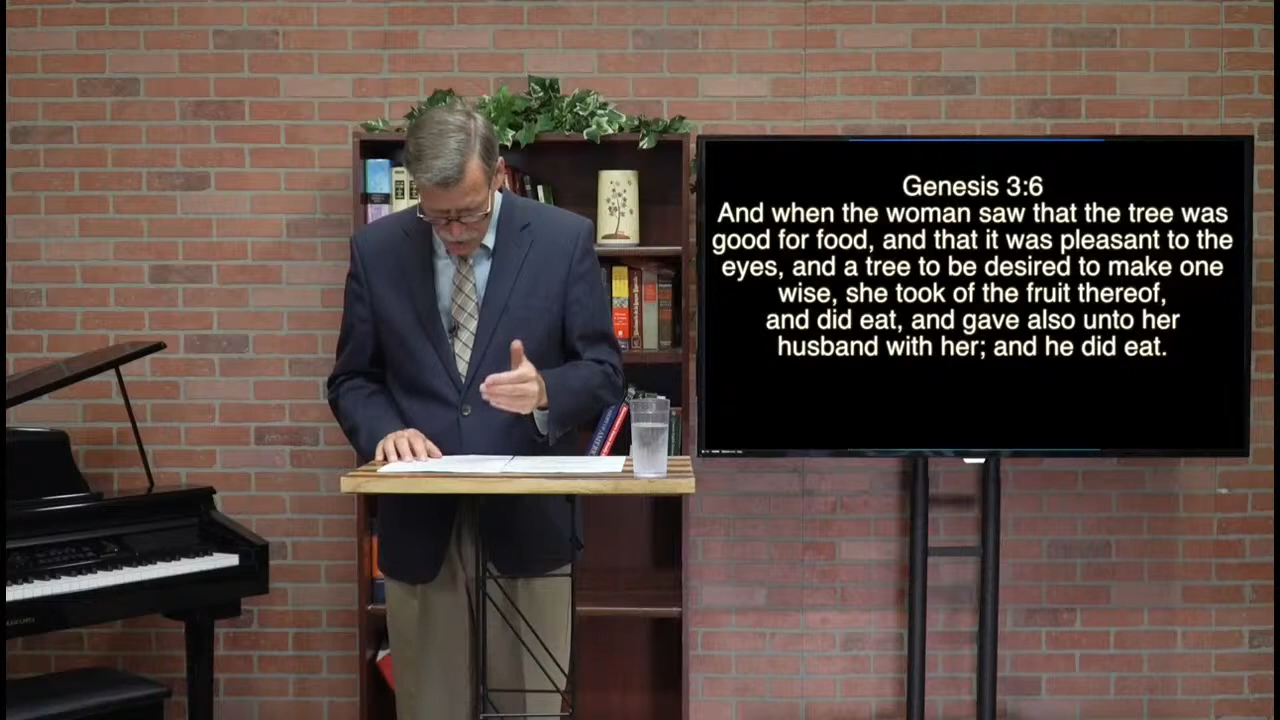 Genesis 3:6
And when the woman saw that the tree was
good for food, and that it was pleasant to the
eyes, and a tree to be desired to make one
wise, she took of the fruit thereof,
and did eat, and gave also unto her
husband with her; and he did eat.